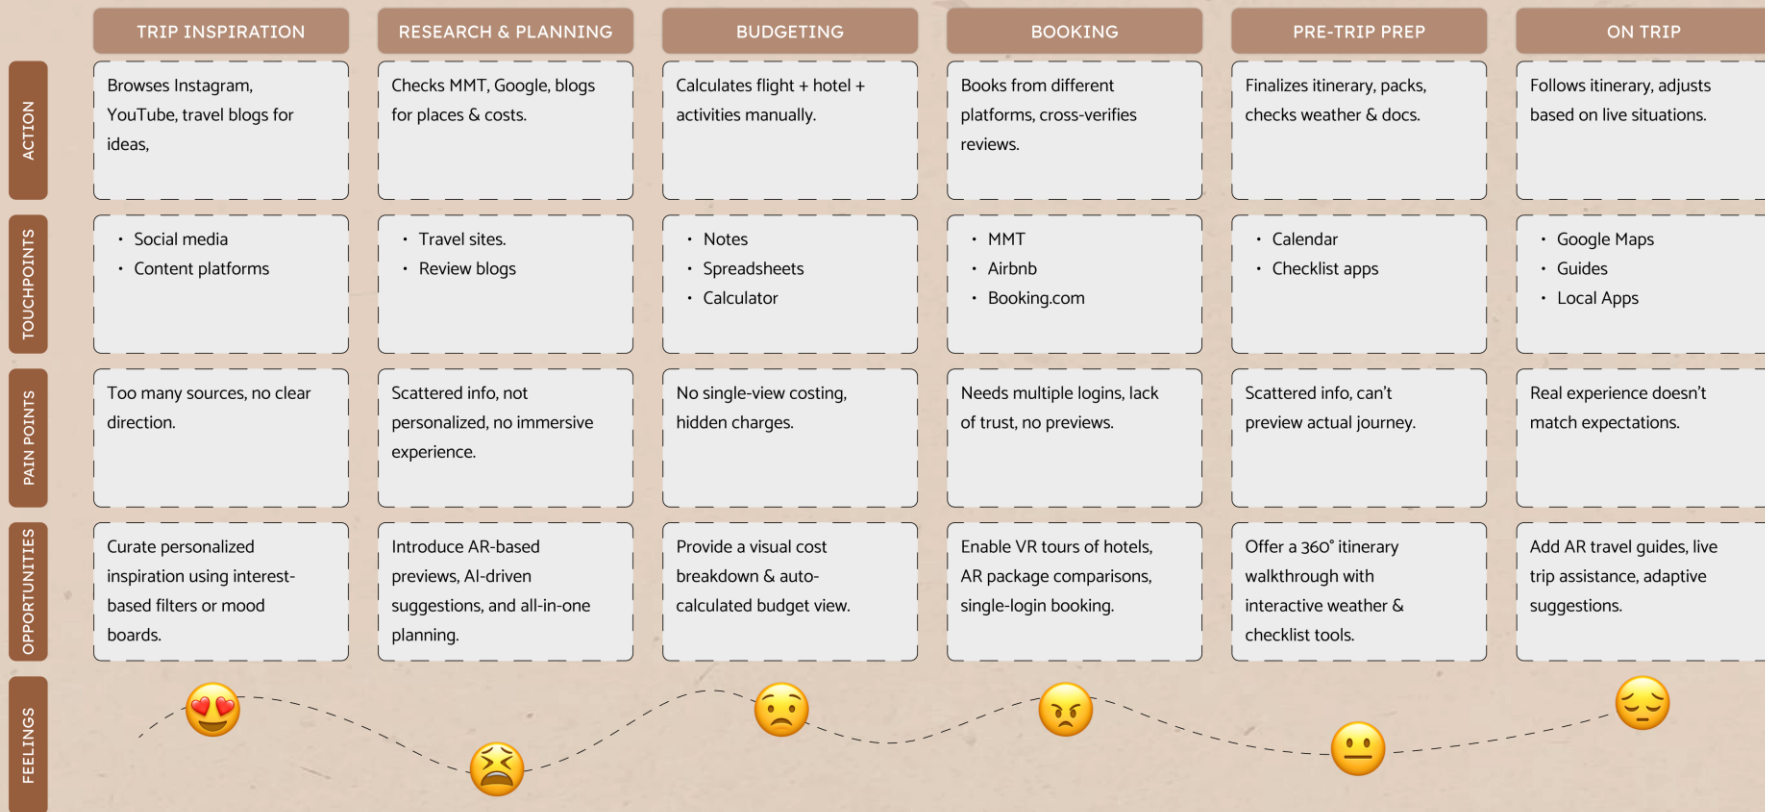 TRIP INSPIRATION
RESEARCH & PLANNING
BUDGETING
BOOKING
PRE-TRIP PREP
ON TRIP
ACTION
Browses Instagram,
YouTube, travel blogs for
ideas,
Checks MMT, Google, blogs
for places & costs.
Calculates flight + hotel +
activities manually.
Books from different
platforms, cross-verifies
reviews.
Finalizes itinerary, packs,
checks weather & docs.
Follows itinerary, adjusts
based on live situations.
TOUCHPOINTS
• Social media
• Content platforms
• Travel sites.
• Review blogs
• Notes
• Spreadsheets
• Calculator
• MMT
• Airbnb
• Booking.com
• Calendar
• Checklist apps
• Google Maps
• Guides
• Local Apps
PAIN POINTS
Too many sources, no clear
direction.
Scattered info, not
personalized, no immersive
experience.
No single-view costing,
hidden charges.
Needs multiple logins, lack
of trust, no previews.
Scattered info, can't
preview actual journey.
Real experience doesn't
match expectations.
OPPORTUNITIES
Curate personalized
inspiration using interest-
based filters or mood
boards.
Introduce AR-based
previews, AI-driven
suggestions, and all-in-one
planning.
Provide a visual cost
breakdown & auto-
calculated budget view.
Enable VR tours of hotels,
AR package comparisons,
single-login booking.
Offer a 360° itinerary
walkthrough with
interactive weather &
checklist tools.
Add AR travel guides, live
trip assistance, adaptive
suggestions.
FEELINGS